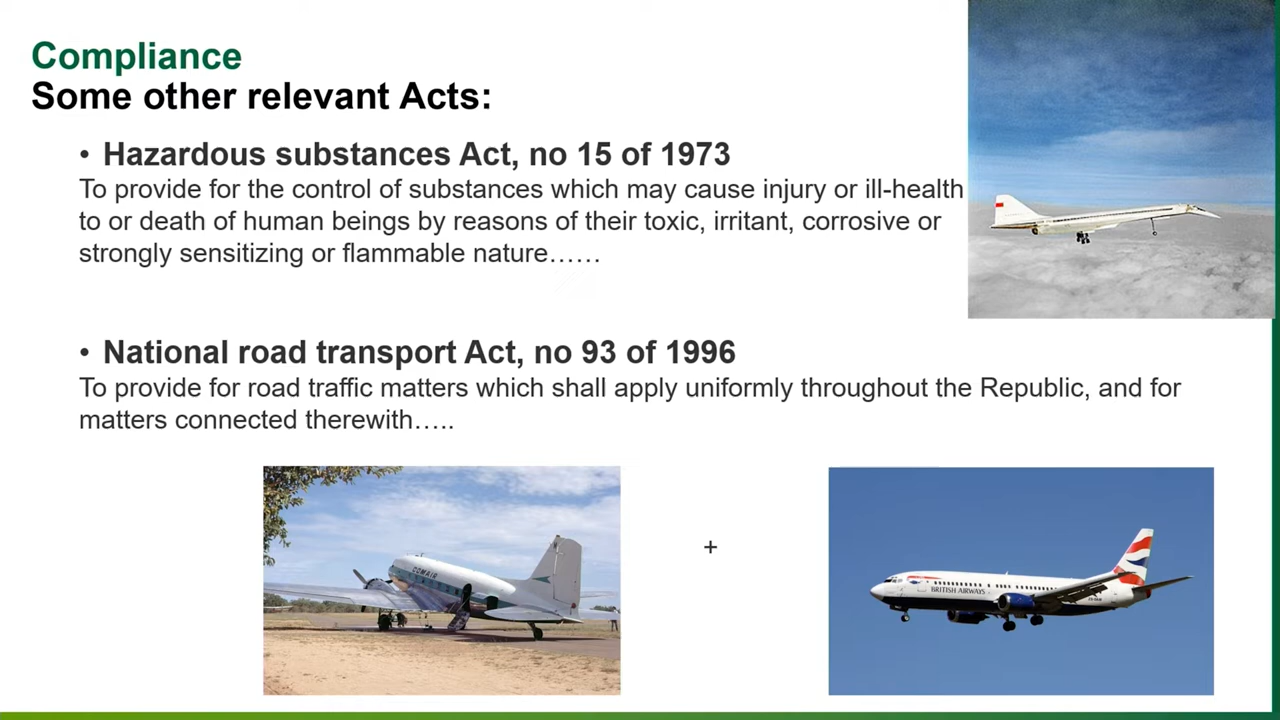 Compliance
Some other relevant Acts:
• Hazardous substances Act, no 15 of 1973
To provide for the control of substances which may cause injury or ill-health
to or death of human beings by reasons of their toxic, irritant, corrosive or
strongly sensitizing or flammable nature……
• National road transport Act, no 93 of 1996
To provide for road traffic matters which shall apply uniformly throughout the Republic, and for
matters connected therewith…..
COMAIR
+
BRITISH AIRWAYS